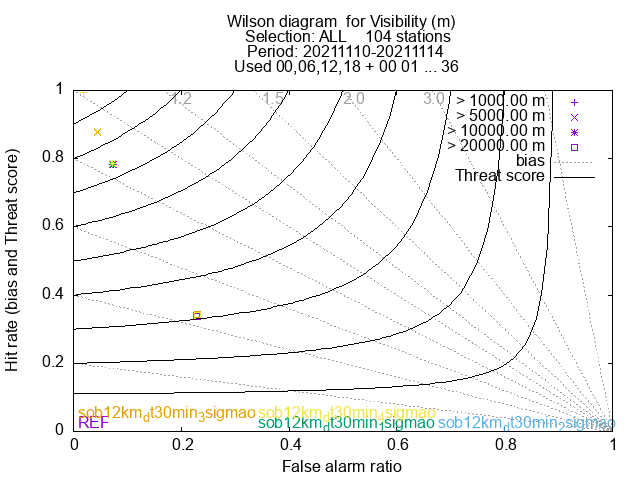 Wilson diagram  for Visibility (m)
Selection: ALL    104 stations
Period: 20211110-20211114
Used 00,06,12,18 + 00 01 ... 36
1
0.8
0.6
0.4
0.2
0
1.2
1.5
2.0
3.0
> 1000.00 m
> 5000.00 m
> 10000.00 m
> 20000.00 m
bias
Threat score
Hit rate (bias and Threat score)
sob12km_dt30min_3sigmao
sob12km_dt30min_4sigmao
REF
sob12km_dt30min_1sigmao
sob12km_dt30min_2sigmao
0
0.2
0.4
0.6
0.8
1
False alarm ratio